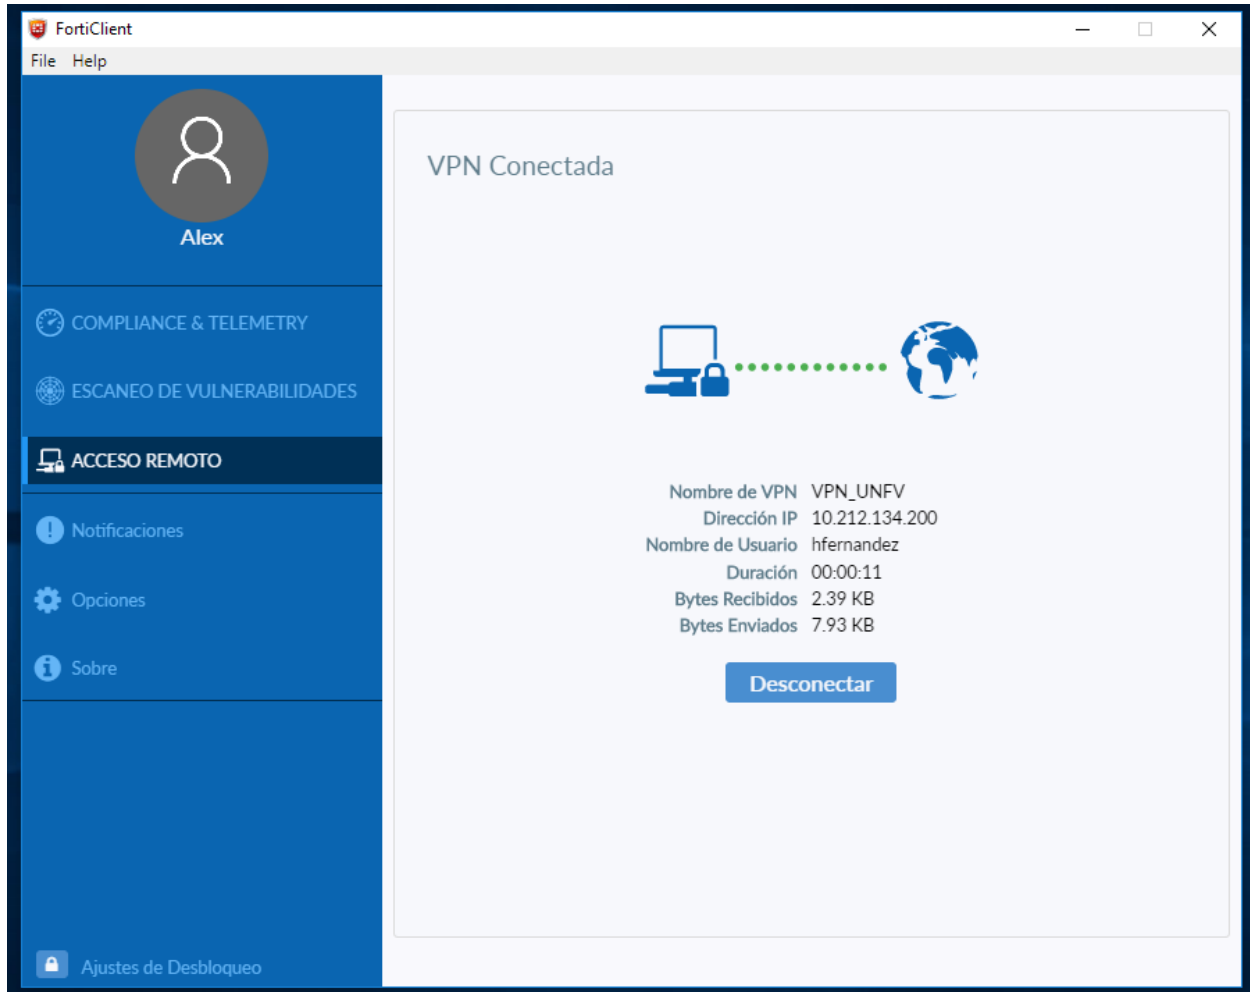 FortiClient
File Help
Alex
COMPLIANCE & TELEMETRY
ESCANEO DE VULNERABILIDADES
ACCESO REMOTO
Notificaciones
Opciones
Sobre
Ajustes de Desbloqueo
VPN Conectada
Nombre de VPN VPN_UNFV
Dirección IP 10.212.134.200
Nombre de Usuario hfernandez
Duración 00:00:11
Bytes Recibidos 2.39 KB
Bytes Enviados 7.93 KB
Desconectar